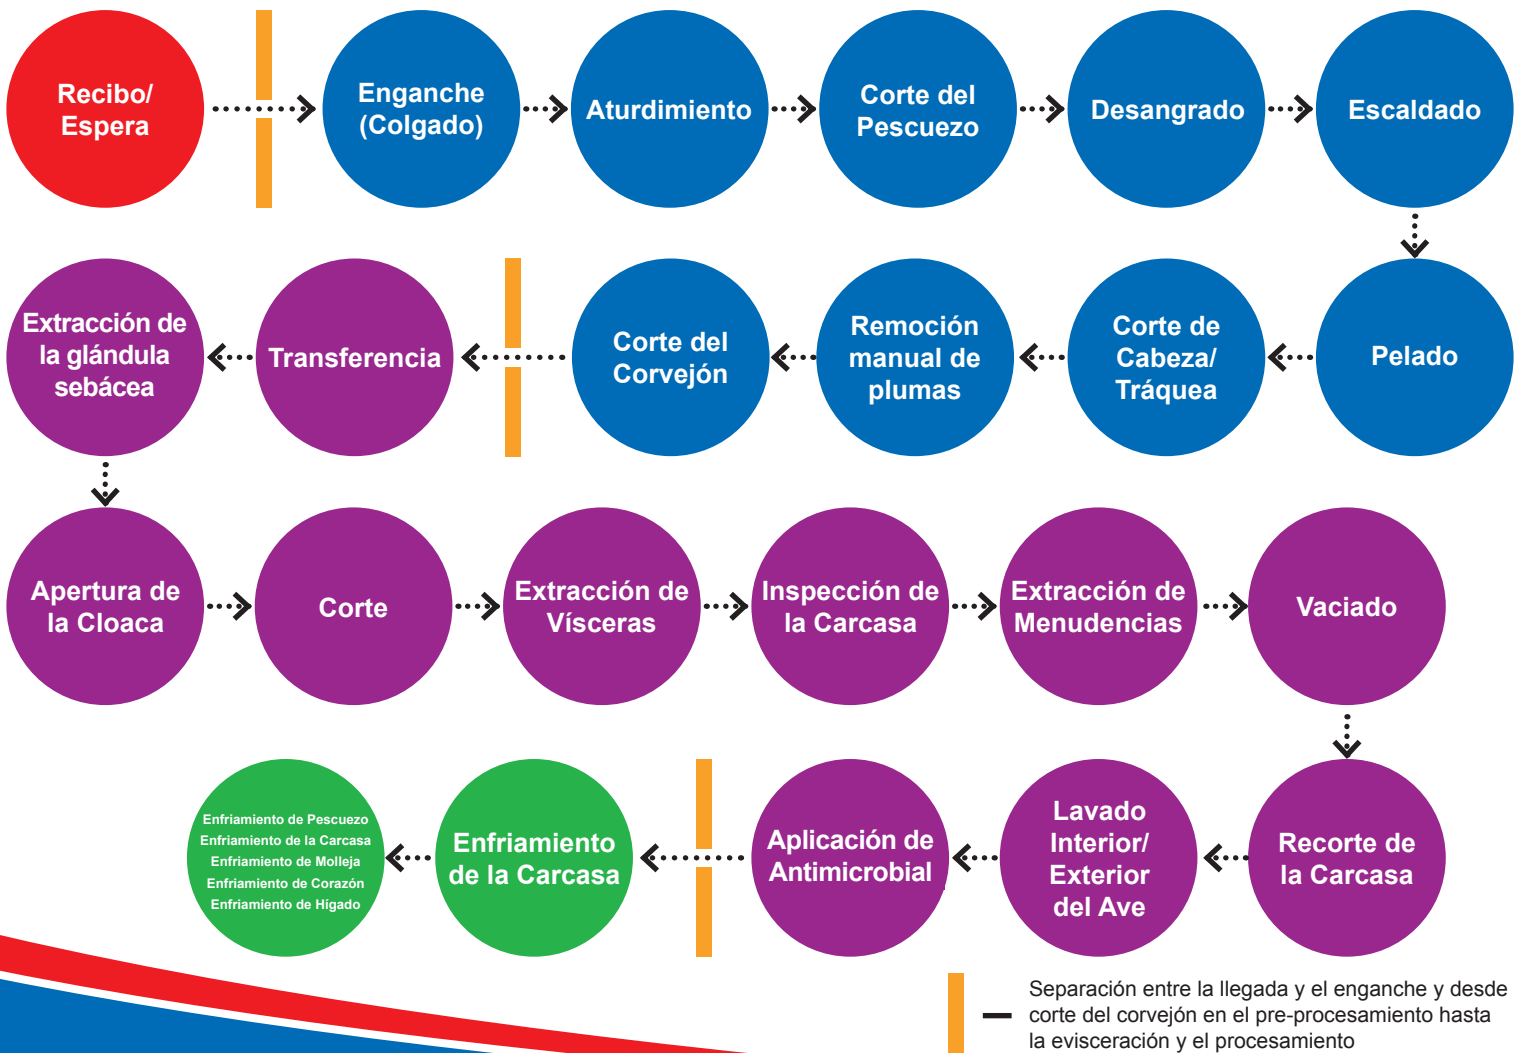 Recibo/
Espera
Enganche
(Colgado)
Aturdimiento
Corte del
Pescuezo
Desangrado
Escaldado
Pelado
Corte de
Cabeza/
Tráquea
Remoción
manual de
plumas
Corte del
Corvejón
Transferencia
Extracción de
la glándula
sebácea
Apertura de
la Cloaca
Corte
Extracción de
Vísceras
Inspección de
la Carcasa
Extracción de
Menudencias
Vaciado
Recorte de
la Carcasa
Lavado
Interior/
Exterior
del Ave
Aplicación de
Antimicrobial
Enfriamiento
de la Carcasa
Enfriamiento de Pescuezo
Enfriamiento de la Carcasa
Enfriamiento de Molleja
Enfriamiento de Corazón
Enfriamiento de Hígado
Separación entre la llegada y el enganche y desde
corte del corvejón en el pre-procesamiento hasta
la evisceración y el procesamiento